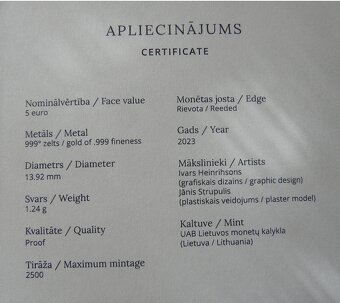 APLIECINĀJUMS
CERTIFICATE
Nominālvērtība / Face value
5 euro
Metāls / Metal
999° zelts / gold of .999 fineness
Diametrs / Diameter
13.92 mm
Svars / Weight
1.24 g
Kvalitāte / Quality
Proof
Tirāža / Maximum mintage
2500
Monētas josta / Edge
Rievota / Reeded
Gads / Year
2023
Mākslinieki / Artists
Ivars Heinrihsons
(grafiskais dizains / graphic design)
Jānis Strupulis
(plastiskais veidojums / plaster model)
Kaltuve / Mint
UAB Lietuvos monetų kalykla
(Lietuva / Lithuania)